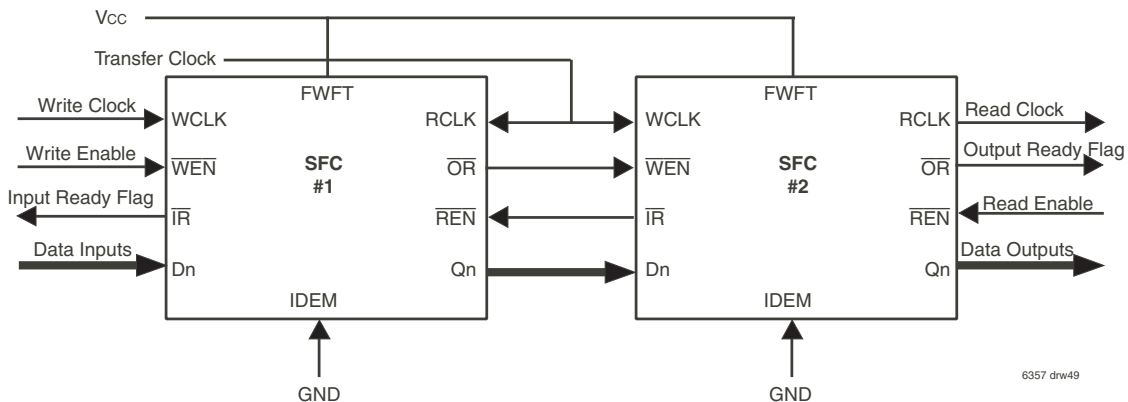 Vcc
Transfer Clock
FWFT
FWFT
Write Clock
WCLK
RCLK
WCLK
RCLK
Read Clock
Write Enable
WEN
SFC
#1
OR
WEN
SFC
#2
OR
Output Ready Flag
Input Ready Flag
IR
REN
IR
REN
Read Enable
Data Inputs
Dn
Qn
Dn
Qn
Data Outputs
IDEM
IDEM
GND
GND
6357 drw49